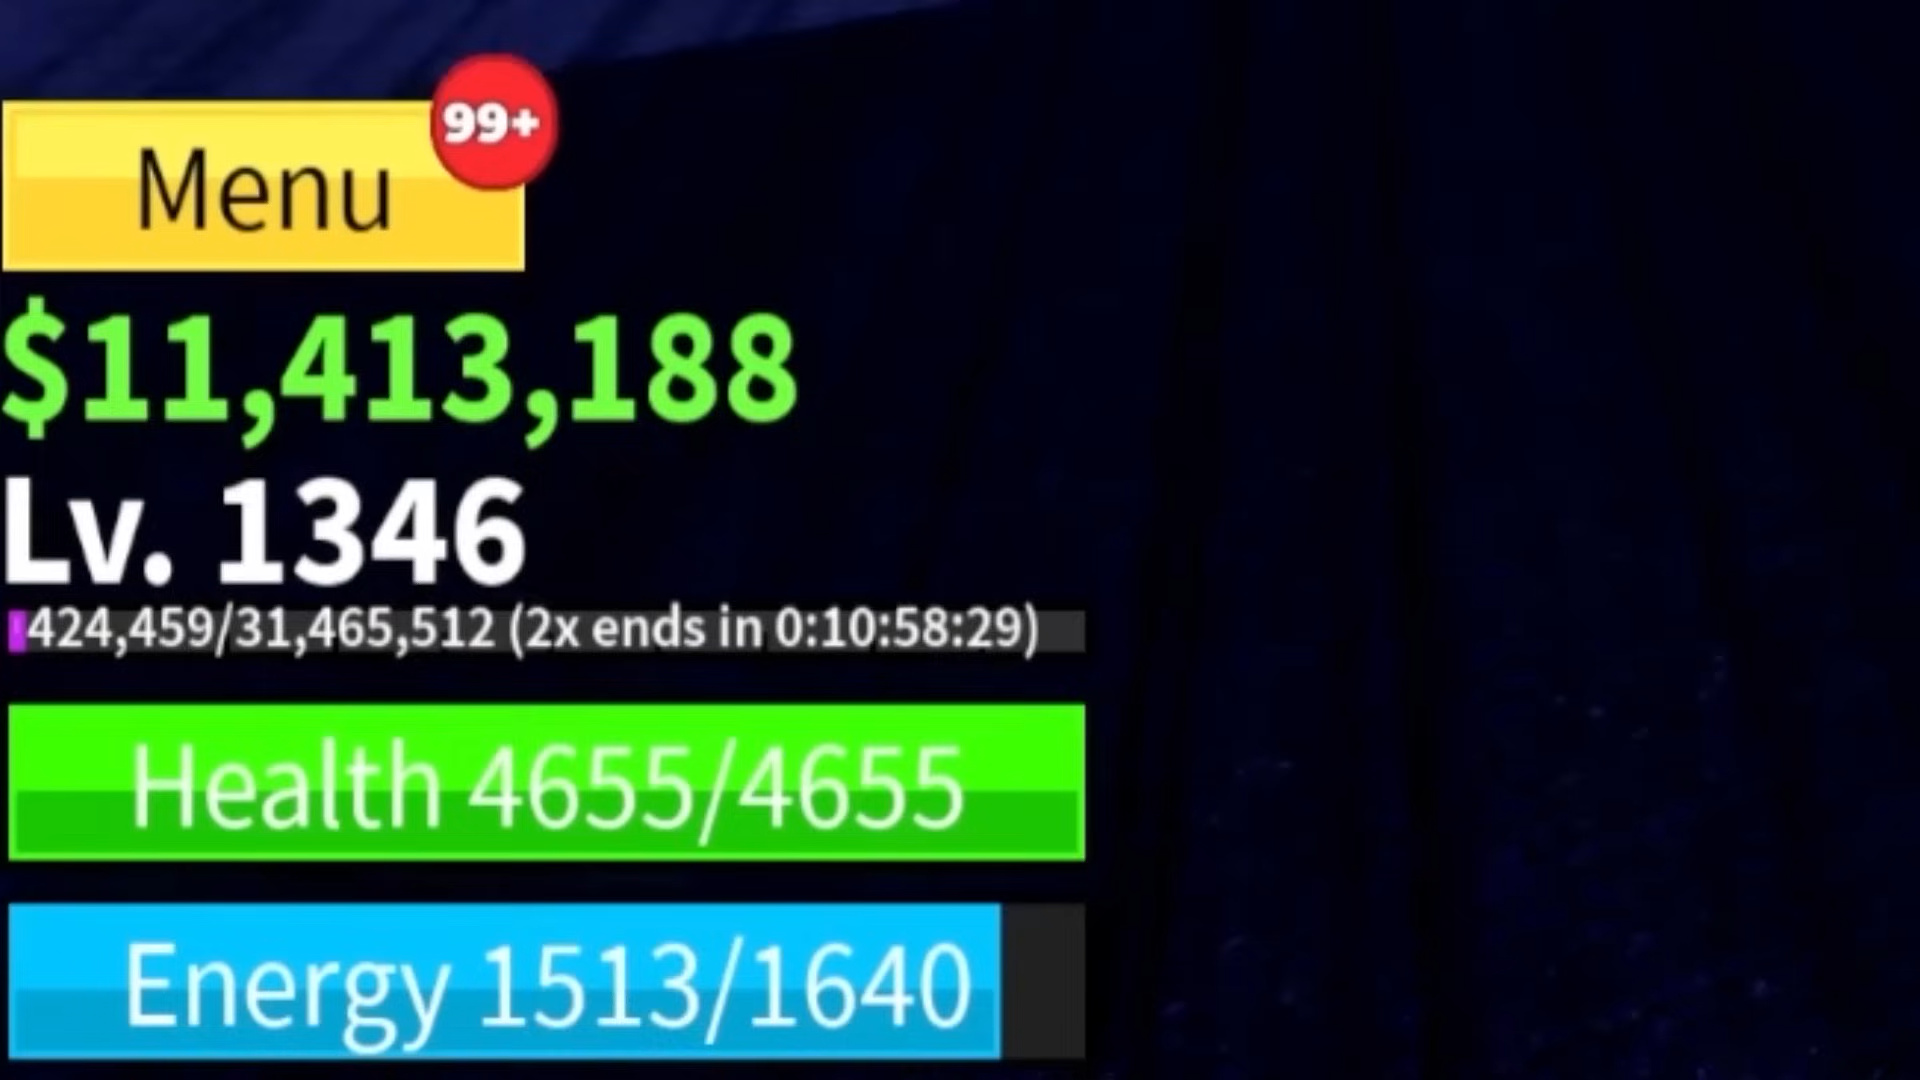 99+
Menu
$11,413,188
Lv. 1346
424,459/31,465,512 (2x ends in 0:10:58:29)
Health 4655/4655
Energy 1513/1640